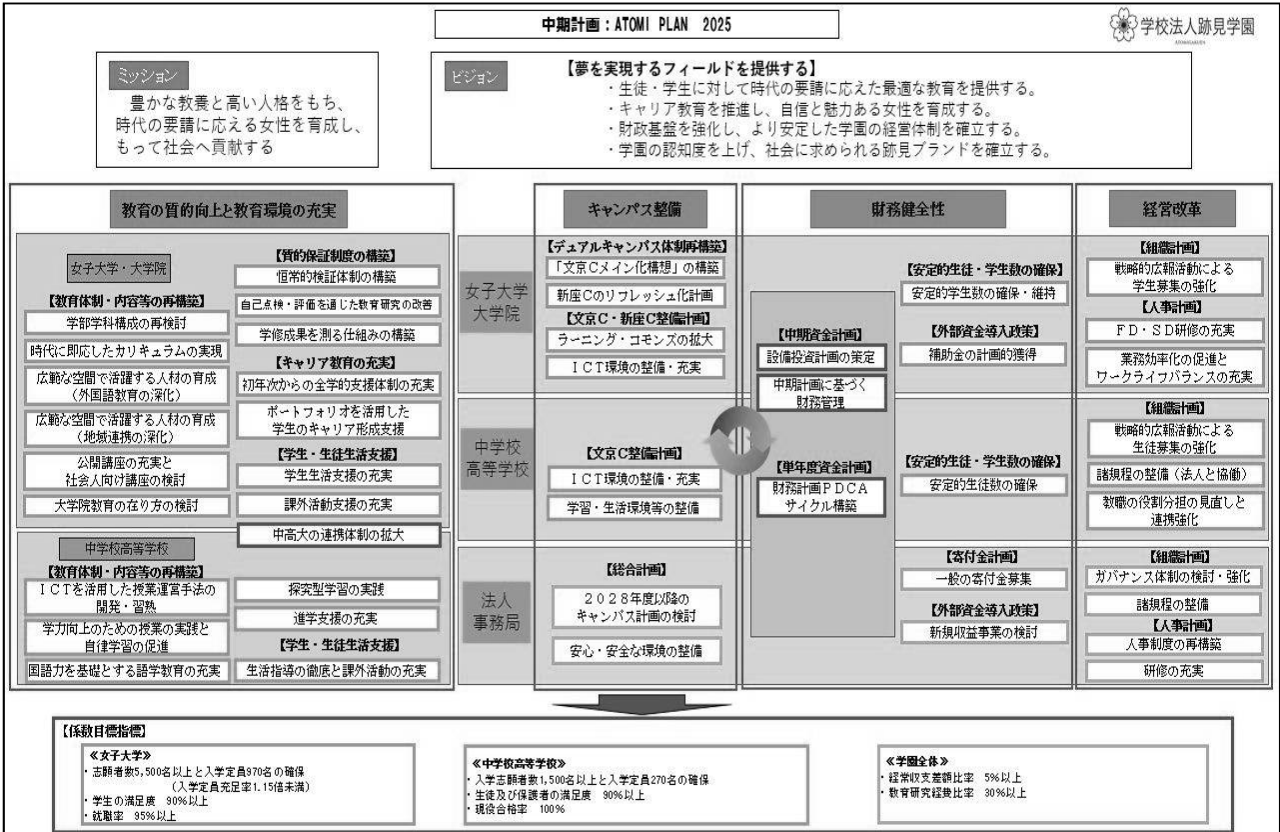 中期計画：ATOMI PLAN 2025
学校法人跡見学園
ミッション
豊かな教養と高い人格をもち、
時代の要請に応える女性を育成し、
もって社会へ貢献する
ビジョン
【夢を実現するフィールドを提供する】
・生徒・学生に対して時代の要請に応えた最適な教育を提供する。
・キャリア教育を推進し、自信と魅力ある女性を育成する。
・財政基盤を強化し、より安定した学園の経営体制を確立する。
・学園の認知度を上げ、社会に求められる跡見ブランドを確立する。
教育の質的向上と教育環境の充実
女子大学・大学院
【教育体制・内容等の再構築】
学部学科構成の再検討
時代に即応したカリキュラムの実現
広範な空間で活躍する人材の育成
（外国語教育の深化）
広範な空間で活躍する人材の育成
（地域連携の深化）
公開講座の充実と
社会人向け講座の検討
大学院教育の在り方の検討
【質的保証制度の構築】
恒常的検証体制の構築
自己点検・評価を通じた教育研究の改善
学修成果を測る仕組みの構築
【キャリア教育の充実】
初年次からの全学的支援体制の充実
ポートフォリオを活用した
学生のキャリア形成支援
【学生・生徒生活支援】
学生生活支援の充実
課外活動支援の充実
中高大の連携体制の拡大
中学校高等学校
【教育体制・内容等の再構築】
ＩＣＴを活用した授業運営手法の
開発・習熟
学力向上のための授業の実践と
自律学習の促進
国語力を基礎とする語学教育の充実
探究型学習の実践
進学支援の充実
【学生・生徒生活支援】
生活指導の徹底と課外活動の充実
女子大学
大学院
中学校
高等学校
法人
事務局
キャンパス整備
【デュアルキャンパス体制再構築】
「文京Cメイン化構想」の構築
新座Cのリフレッシュ化計画
【文京C・新座C整備計画】
ラーニング・コモンズの拡大
ＩＣＴ環境の整備・充実
【文京C整備計画】
ＩＣＴ環境の整備・充実
学習・生活環境等の整備
【総合計画】
２０２８年度以降の
キャンパス計画の検討
安心・安全な環境の整備
財務健全性
【中期資金計画】
設備投資計画の策定
中期計画に基づく
財務管理
【単年度資金計画】
財務計画ＰＤＣＡ
サイクル構築
【安定的生徒・学生数の確保】
安定的学生数の確保・維持
【外部資金導入政策】
補助金の計画的獲得
【安定的生徒・学生数の確保】
安定的生徒数の確保
【寄付金計画】
一般の寄付金募集
【外部資金導入政策】
新規収益事業の検討
経営改革
【組織計画】
戦略的広報活動による
学生募集の強化
【人事計画】
ＦＤ・ＳＤ研修の充実
業務効率化の促進と
ワークライフバランスの充実
【組織計画】
戦略的広報活動による
生徒募集の強化
諸規程の整備（法人と協働）
教職の役割分担の見直しと
連携強化
【組織計画】
ガバナンス体制の検討・強化
諸規程の整備
【人事計画】
人事制度の再構築
研修の充実
【係数目標指標】
≪女子大学≫
・志願者数5,500名以上と入学定員970名の確保
（入学定員充足率1.15倍未満）
・学生の満足度 90%以上
・就職率 95%以上
≪中学校高等学校≫
・入学志願者数1,500名以上と入学定員270名の確保
・生徒及び保護者の満足度 90%以上
・現役合格率 100%
≪学園全体≫
・経常収支差額比率 5%以上
・教育研究経費比率 30%以上